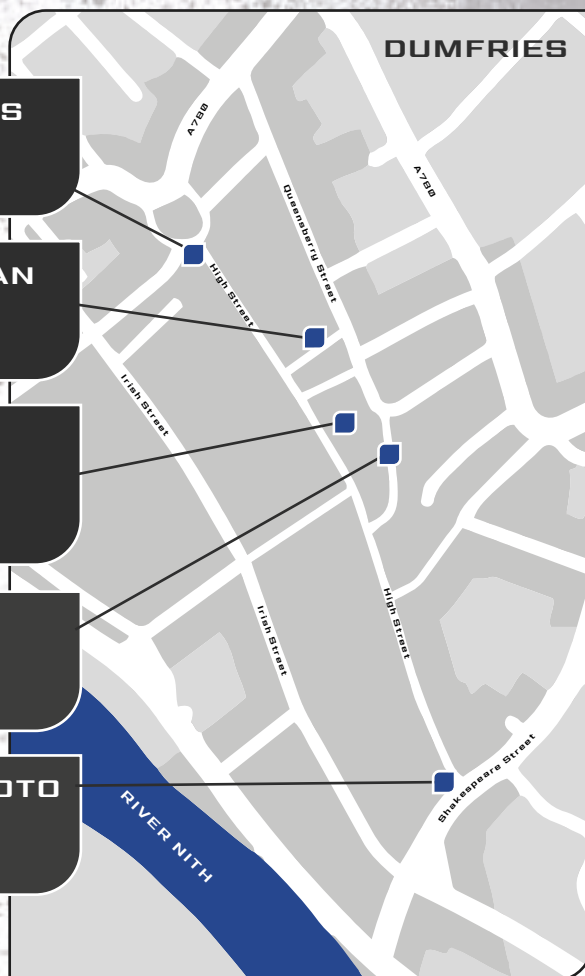 DUMFRIES
S
A780
A780
Queensberry Street
High Street
AN
Irish Street
High Street
Irish Street
Shakespeare Street
OTO
RIVER NITH